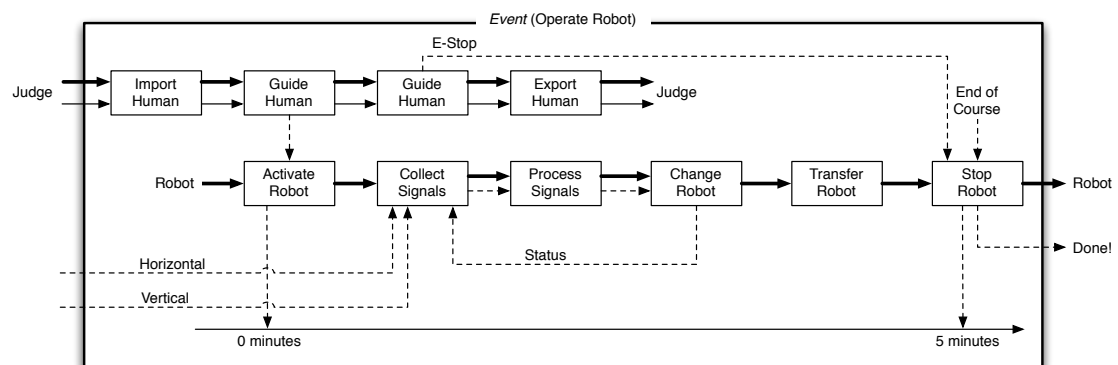 Event (Operate Robot)
E-Stop
Judge
Import
Human
Guide
Human
Guide
Human
Export
Human
Judge
End of
Course
Robot
Activate
Robot
Collect
Signals
Process
Signals
Change
Robot
Transfer
Robot
Stop
Robot
Robot
Done!
Status
Horizontal
Vertical
0 minutes
5 minutes